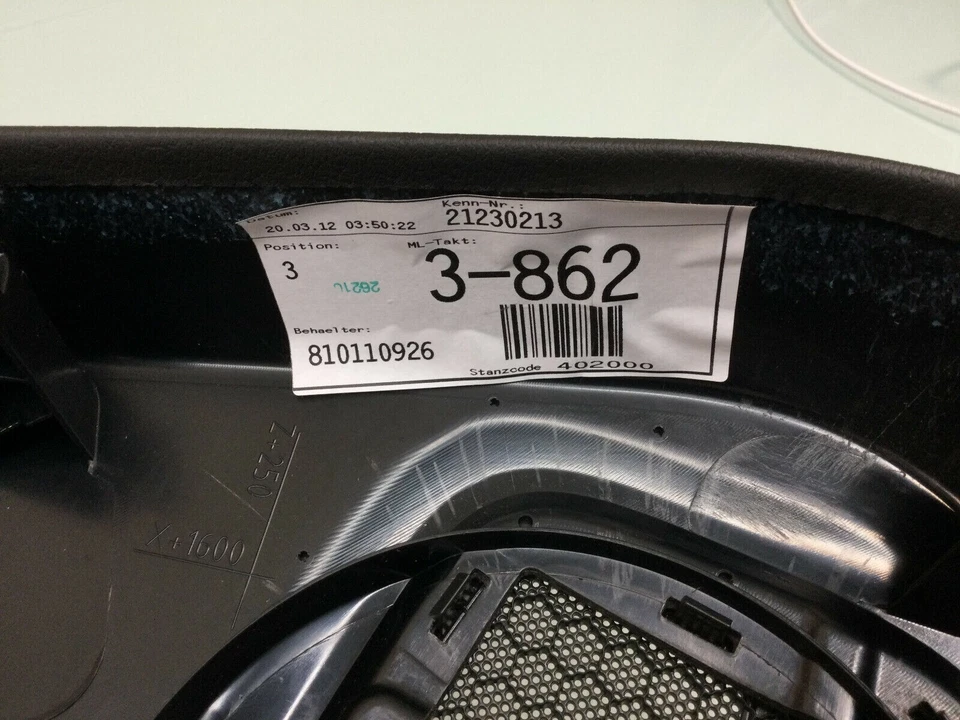 Datum:
Kenn-Nr.:
20.03.12 03:50:22
21230213
Position:
ML-Takt:
3
3-862
Behaelter:
810110926
Stanzcode 402000
Z+250
X+1600